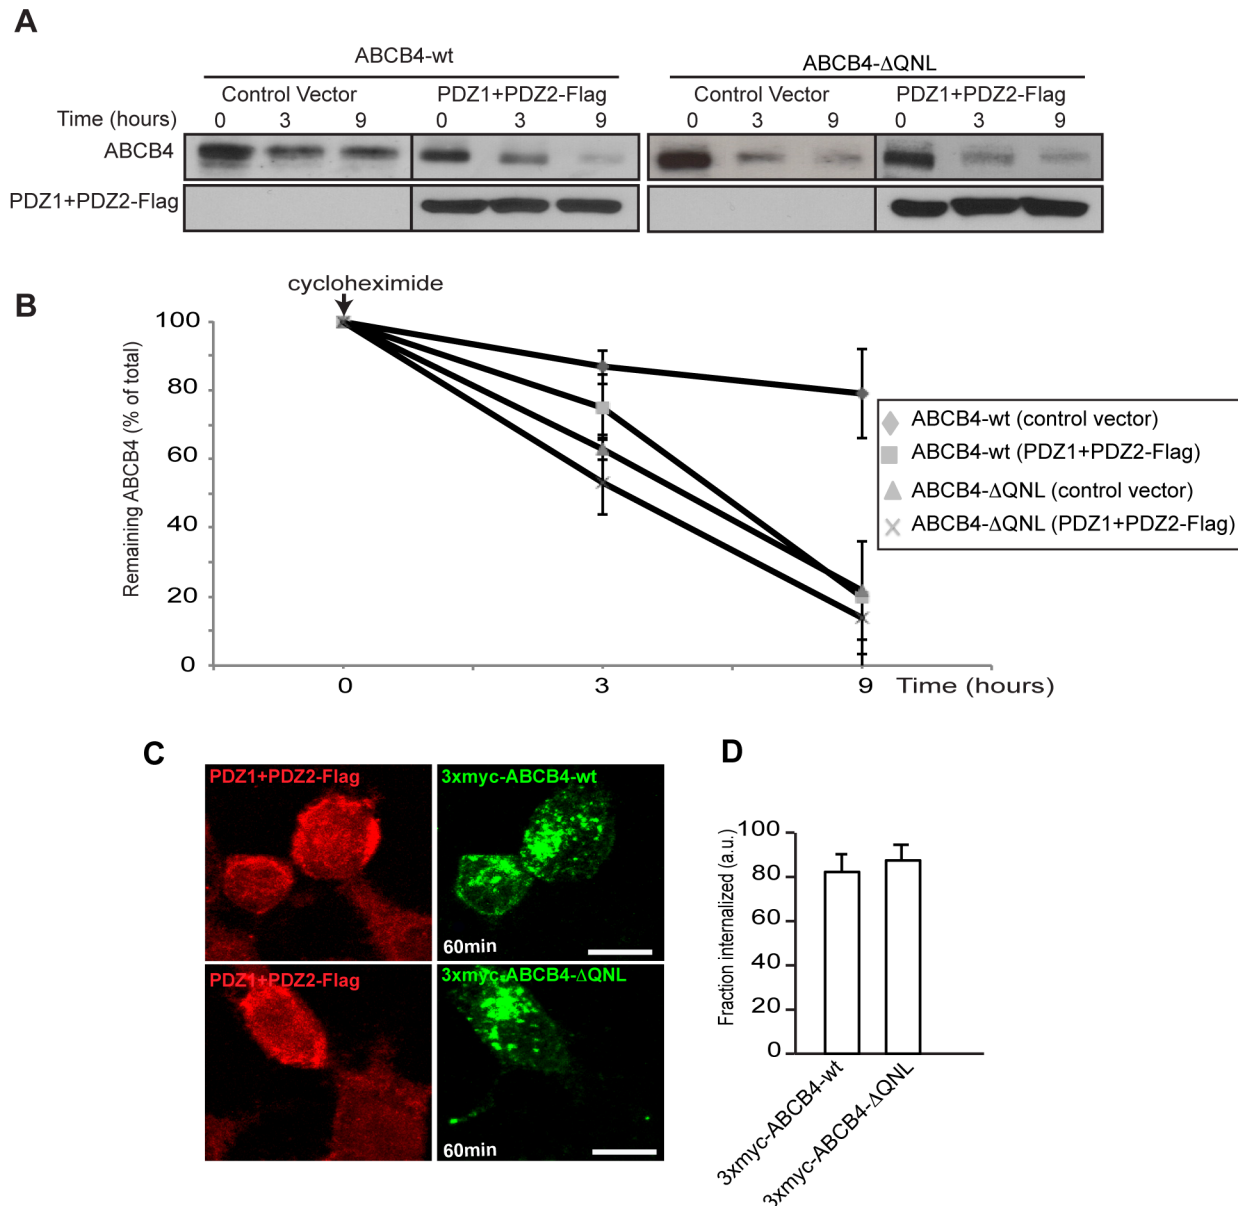 A
ABCB4-wt
ABCB4-ΔQNL
Control Vector
PDZ1+PDZ2-Flag
Control Vector
PDZ1+PDZ2-Flag
Time (hours)
0 3 9 0 3 9 0 3 9 0 3 9
ABCB4
PDZ1+PDZ2-Flag
B
cycloheximide
Remaining ABCB4 (% of total)
100
80
60
40
20
0
0 3 9 Time (hours)
ABCB4-wt (control vector)
ABCB4-wt (PDZ1+PDZ2-Flag)
ABCB4-ΔQNL (control vector)
ABCB4-ΔQNL (PDZ1+PDZ2-Flag)
C
PDZ1+PDZ2-Flag
3xmyc-ABCB4-wt
60min
PDZ1+PDZ2-Flag
3xmyc-ABCB4-ΔQNL
60min
D
Fraction internalized (a.u.)
100
80
60
40
20
0
3xmyc-ABCB4-wt
3xmyc-ABCB4-ΔQNL